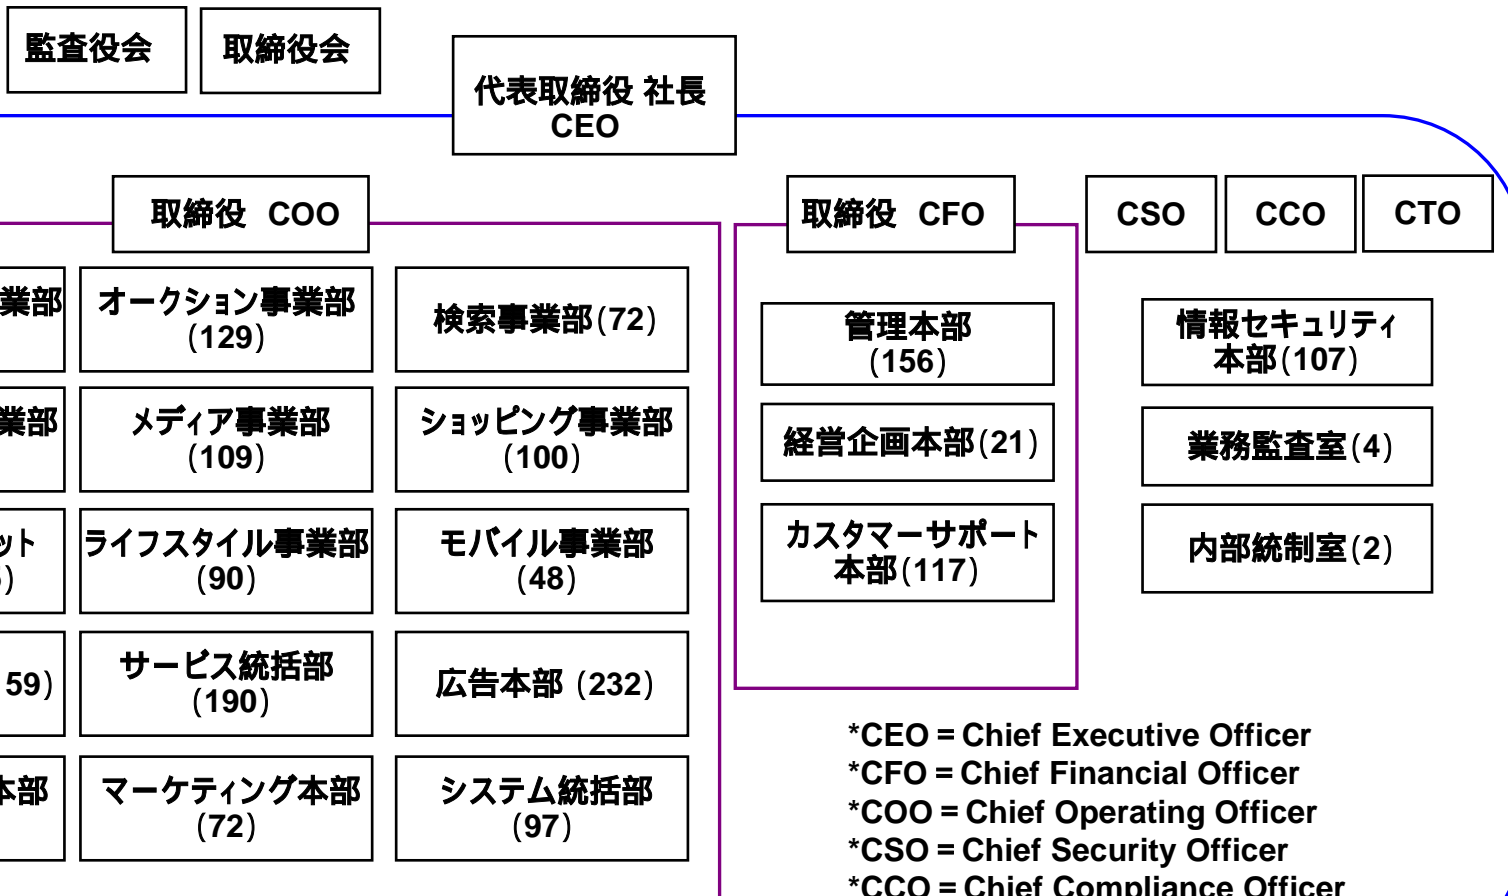 監査役会
取締役会
代表取締役 社長
CEO
取締役 COO
取締役 CFO
CSO
CCO
CTO
業部
オークション事業部
(129)
検索事業部(72)
業部
メディア事業部
(109)
ショッピング事業部
(100)
ット
)
ライフスタイル事業部
(90)
モバイル事業部
(48)
59)
サービス統括部
(190)
広告本部 (232)
本部
マーケティング本部
(72)
システム統括部
(97)
管理本部
(156)
経営企画本部(21)
カスタマーサポート
本部(117)
情報セキュリティ
本部(107)
業務監査室(4)
内部統制室(2)
*CEO = Chief Executive Officer
*CFO = Chief Financial Officer
*COO = Chief Operating Officer
*CSO = Chief Security Officer
*CCO = Chief Compliance Officer